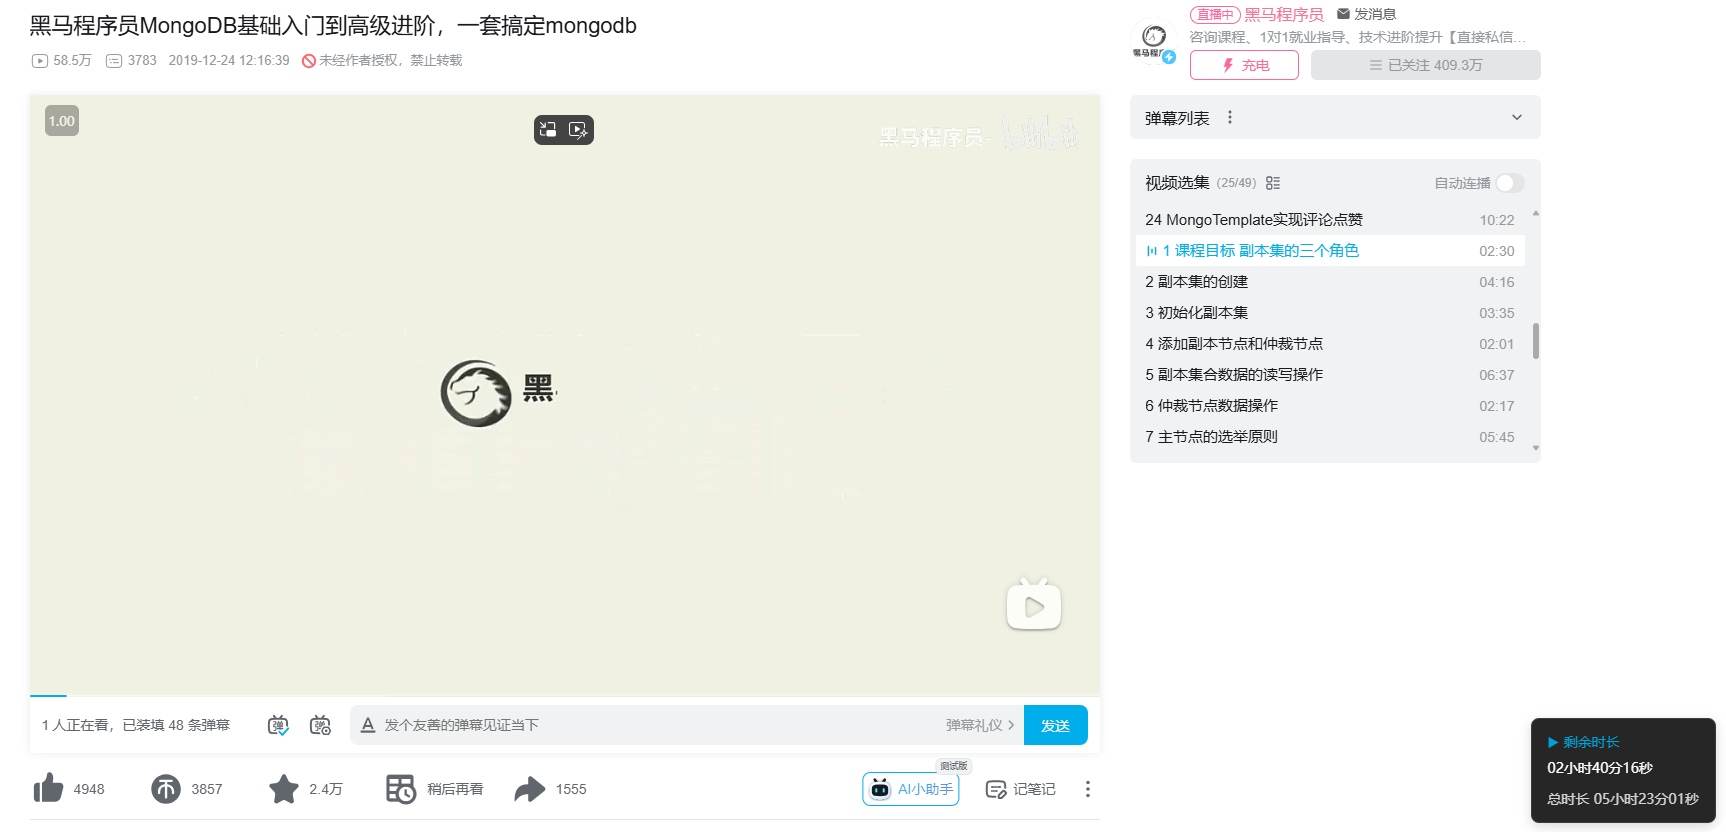 黑马程序员MongoDB基础入门到高级进阶，一套搞定mongodb
58.5万 3783 2019-12-24 12:16:39 未经作者授权，禁止转载
直播中 黑马程序员 发消息
咨询课程、1对1就业指导、技术进阶提升【直接私信...
充电 已关注 409.3万
1.00
黑马程序员- bilibili
黑
弹幕列表
视频选集 (25/49) 自动连播
24 MongoTemplate实现评论点赞 10:22
1 课程目标 副本集的三个角色 02:30
2 副本集的创建 04:16
3 初始化副本集 03:35
4 添加副本节点和仲裁节点 02:01
5 副本集合数据的读写操作 06:37
6 仲裁节点数据操作 02:17
7 主节点的选举原则 05:45
1 人正在看，已装填 48 条弹幕 发个友善的弹幕见证当下 弹幕礼仪 发送
4948 3857 2.4万 稍后再看 1555 AI小助手 测试版 记笔记
剩余时长
02小时40分16秒
总时长 05小时23分01秒